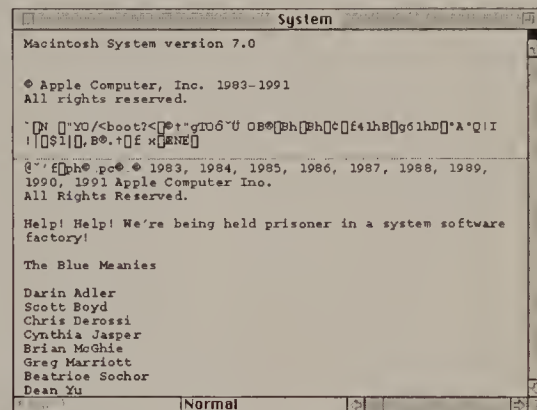 System
Macintosh System version 7.0
© Apple Computer, Inc. 1983-1991
All rights reserved.
1983, 1984, 1985, 1986, 1987, 1988, 1989,
1990, 1991 Apple Computer Inc.
All Rights Reserved.
Help! Help! We're being held prisoner in a system software
factory!
The Blue Meanies
Darin Adler
Scott Boyd
Chris Derossi
Cynthia Jasper
Brian McGhie
Greg Marriott
Beatrice Sochor
Dean Yu
Normal